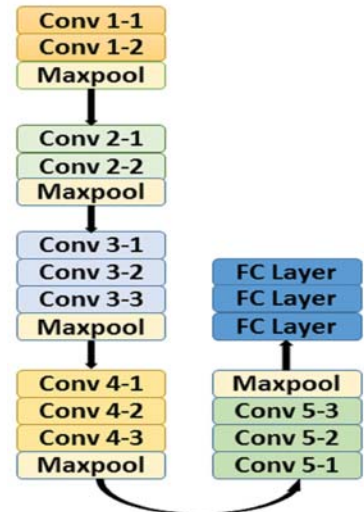 Conv 1-1
Conv 1-2
Maxpool
Conv 2-1
Conv 2-2
Maxpool
Conv 3-1
Conv 3-2
Conv 3-3
Maxpool
Conv 4-1
Conv 4-2
Conv 4-3
Maxpool
FC Layer
FC Layer
FC Layer
Maxpool
Conv 5-3
Conv 5-2
Conv 5-1